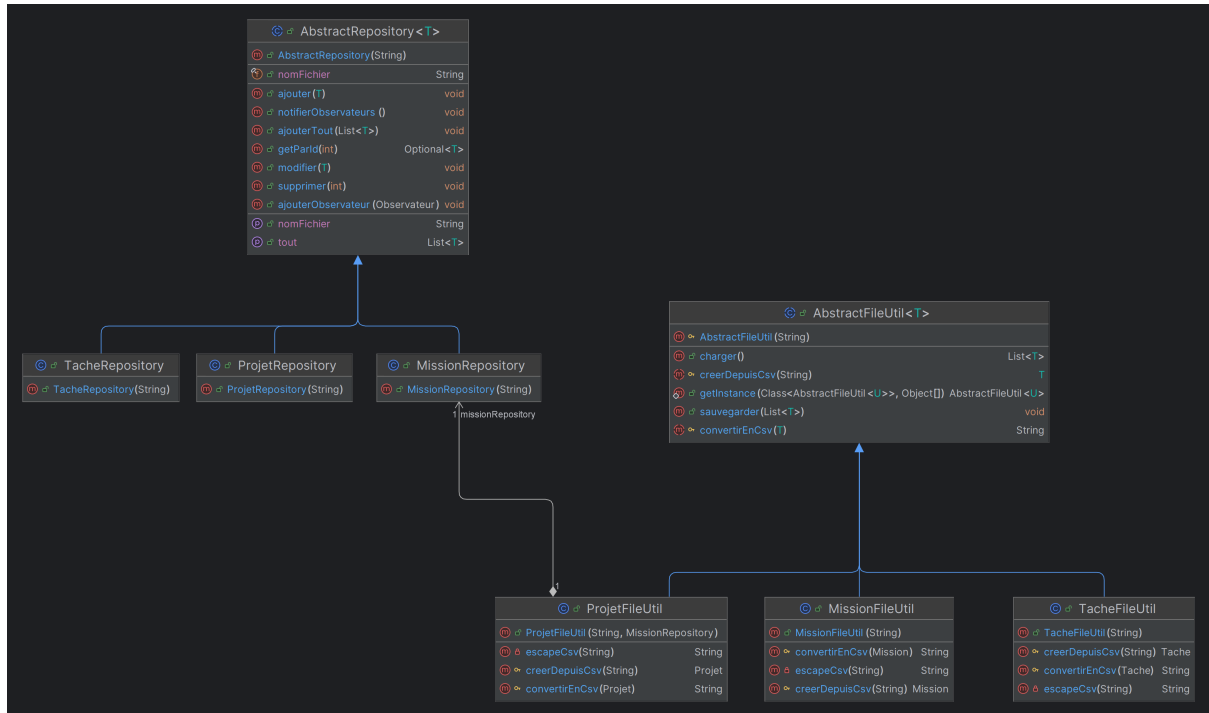 AbstractRepository<T>
AbstractRepository(String)
nomFichier String
ajouter(T) void
notifierObservateurs () void
ajouterTout(List<T>) void
getParId(int) Optional<T>
modifier(T) void
supprimer(int) void
ajouterObservateur(Observateur) void
nomFichier String
tout List<T>
TacheRepository
TacheRepository(String)
ProjetRepository
ProjetRepository(String)
MissionRepository
MissionRepository(String)
1 missionRepository
AbstractFileUtil<T>
AbstractFileUtil(String)
charger() List<T>
creerDepuisCsv(String) T
getInstance(Class<AbstractFileUtil<U>>, Object[]) AbstractFileUtil<U>
sauvegarder(List<T>) void
convertirEnCsv(T) String
1
ProjetFileUtil
ProjetFileUtil(String, MissionRepository)
escapeCsv(String) String
creerDepuisCsv(String) Projet
convertirEnCsv(Projet) String
MissionFileUtil
MissionFileUtil(String)
convertirEnCsv(Mission) String
escapeCsv(String) String
creerDepuisCsv(String) Mission
TacheFileUtil
TacheFileUtil(String)
creerDepuisCsv(String) Tache
convertirEnCsv(Tache) String
escapeCsv(String) String